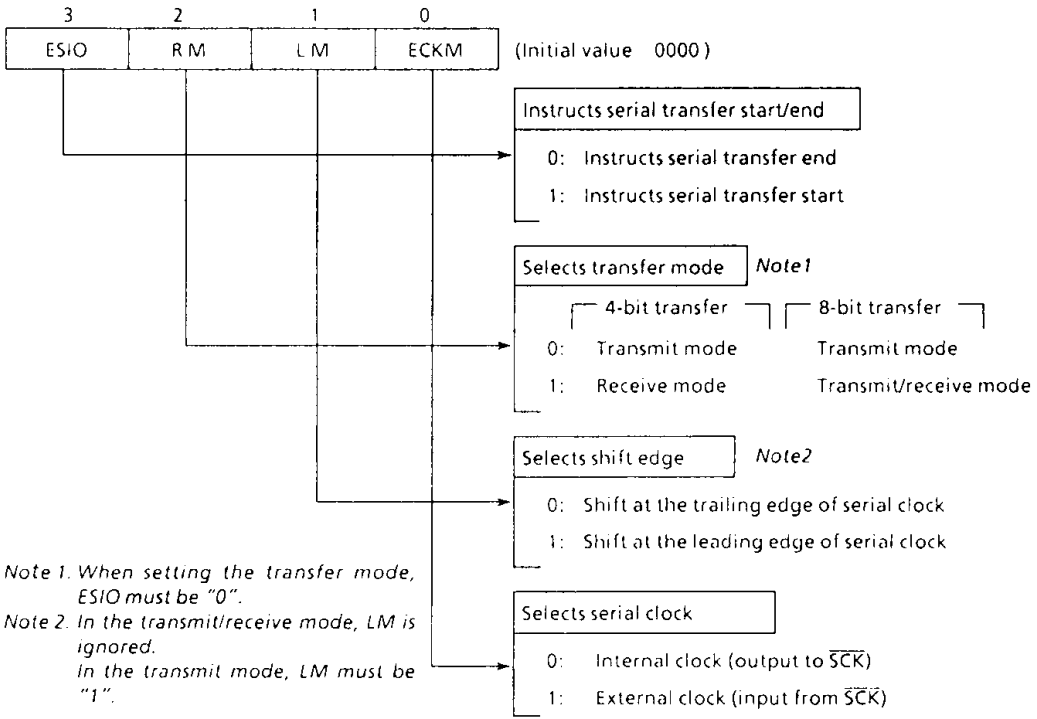 3 2 1 0
ESIO RM LM ECKM (Initial value 0000)
Instructs serial transfer start/end
0: Instructs serial transfer end
1: Instructs serial transfer start
Selects transfer mode Note1
4-bit transfer 8-bit transfer
0: Transmit mode Transmit mode
1: Receive mode Transmit/receive mode
Selects shift edge Note2
0: Shift at the trailing edge of serial clock
1: Shift at the leading edge of serial clock
Note 1. When setting the transfer mode,
ESIO must be "0".
Note 2. In the transmit/receive mode, LM is
ignored.
In the transmit mode, LM must be
"1".
Selects serial clock
0: Internal clock (output to S̅C̅K̅)
1: External clock (input from S̅C̅K̅)